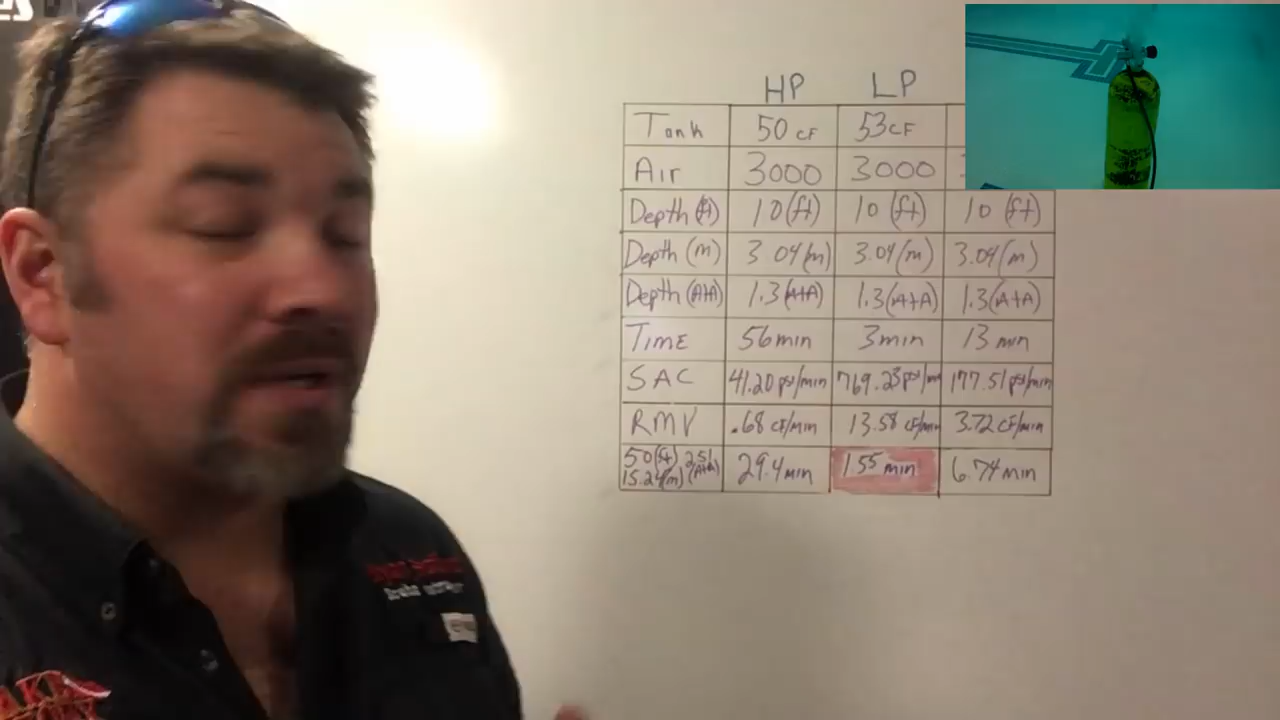 HP LP
Tank 50 CF 53 CF
Air 3000 3000
Depth (ft) 10 (ft) 10 (ft) 10 (ft)
Depth (m) 3 04 (m) 3.04 (m) 3.04 (m)
Depth (AtA) 1.3 (AtA) 1.3 (AtA) 1.3 (AtA)
TIME 56 min 3 min 13 min
SAC 41.20 psi/min 769.23 psi/min 177.51 psi/min
RMV .68 CF/min 13.58 CF/min 3.72 CF/min
50 (ft) 2.51 29.4 min 1 55 min 6.74 min
15.24 (m) (AtA)